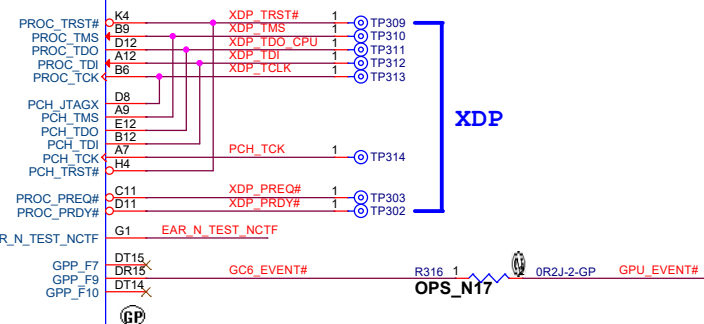 PROC_TRST# K4 XDP_TRST# 1 TP309
PROC_TMS B9 XDP_TMS 1 TP310
PROC_TDO D12 XDP_TDO_CPU 1 TP311
PROC_TDI A12 XDP_TDI 1 TP312
PROC_TCK B6 XDP_TCLK 1 TP313
PCH_JTAGX D8
PCH_TMS A9
XDP
PCH_TDO E12
PCH_TDI B12
PCH_TCK A7 PCH_TCK 1 TP314
PCH_TRST# H4
PROC_PREQ# C11 XDP_PREQ# 1 TP303
PROC_PRDY# D11 XDP_PRDY# 1 TP302
R_N_TEST_NCTF G1 EAR_N_TEST_NCTF
GPP_F7 DT15
GPP_F9 DR15 GC6_EVENT# R316 1 2 0R2J-2-GP GPU_EVENT#
GPP_F10 DT14 OPS_N17
GP